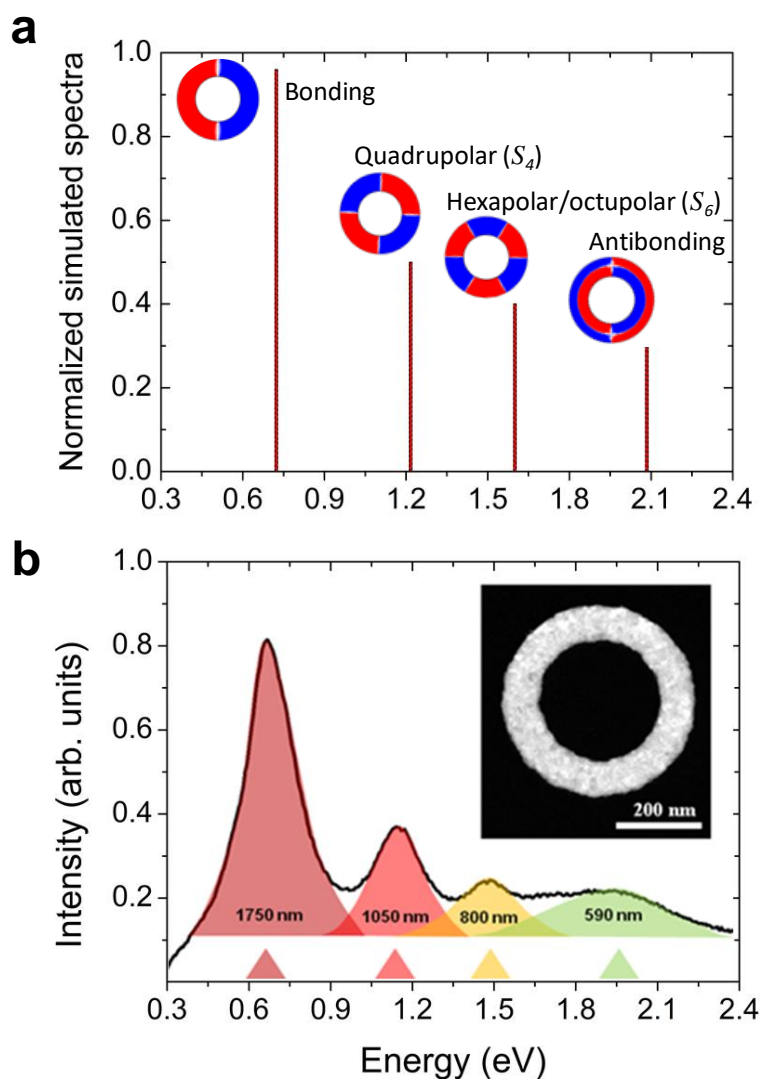 a
Normalized simulated spectra
1.0
0.8
0.6
0.4
0.2
0.0
Bonding
Quadrupolar (S4)
Hexapolar/octupolar (S6)
Antibonding
0.3 0.6 0.9 1.2 1.5 1.8 2.1 2.4
b
Intensity (arb. units)
1.0
0.8
0.6
0.4
0.2
200 nm
1750 nm 1050 nm 800 nm 590 nm
0.3 0.6 0.9 1.2 1.5 1.8 2.1 2.4
Energy (eV)